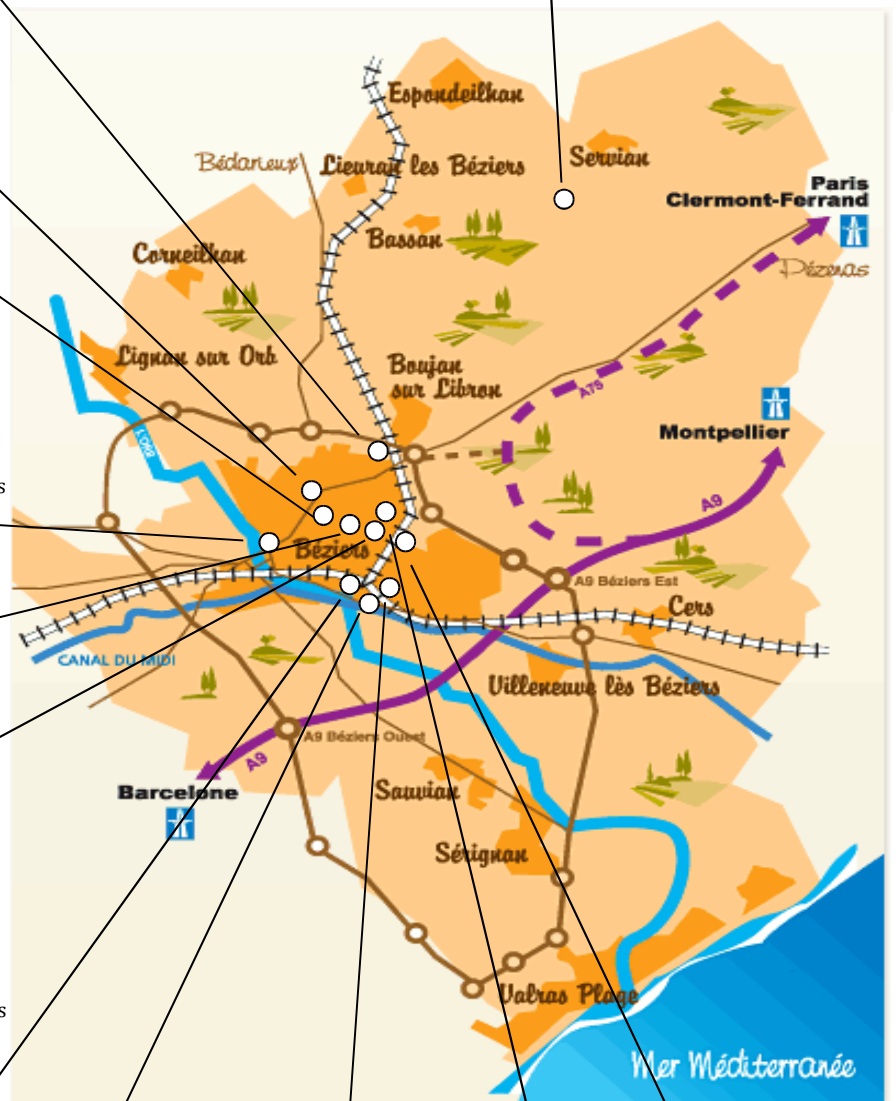 Espondeilhan
Bédarieux
Lieuran les Béziers
Servian
Paris
Clermont-Ferrand
Bassan
Corneilhan
Pézenas
Lignan sur Orb
Boujan
sur Libron
A75
Montpellier
s
A9
Béziers
A9 Béziers Est
Cers
CANAL DU MIDI
Villeneuve lès Béziers
A9 Béziers Ouest
A9
Barcelone
Sauvian
Sérignan
Valras Plage
s
Mer Méditerranée